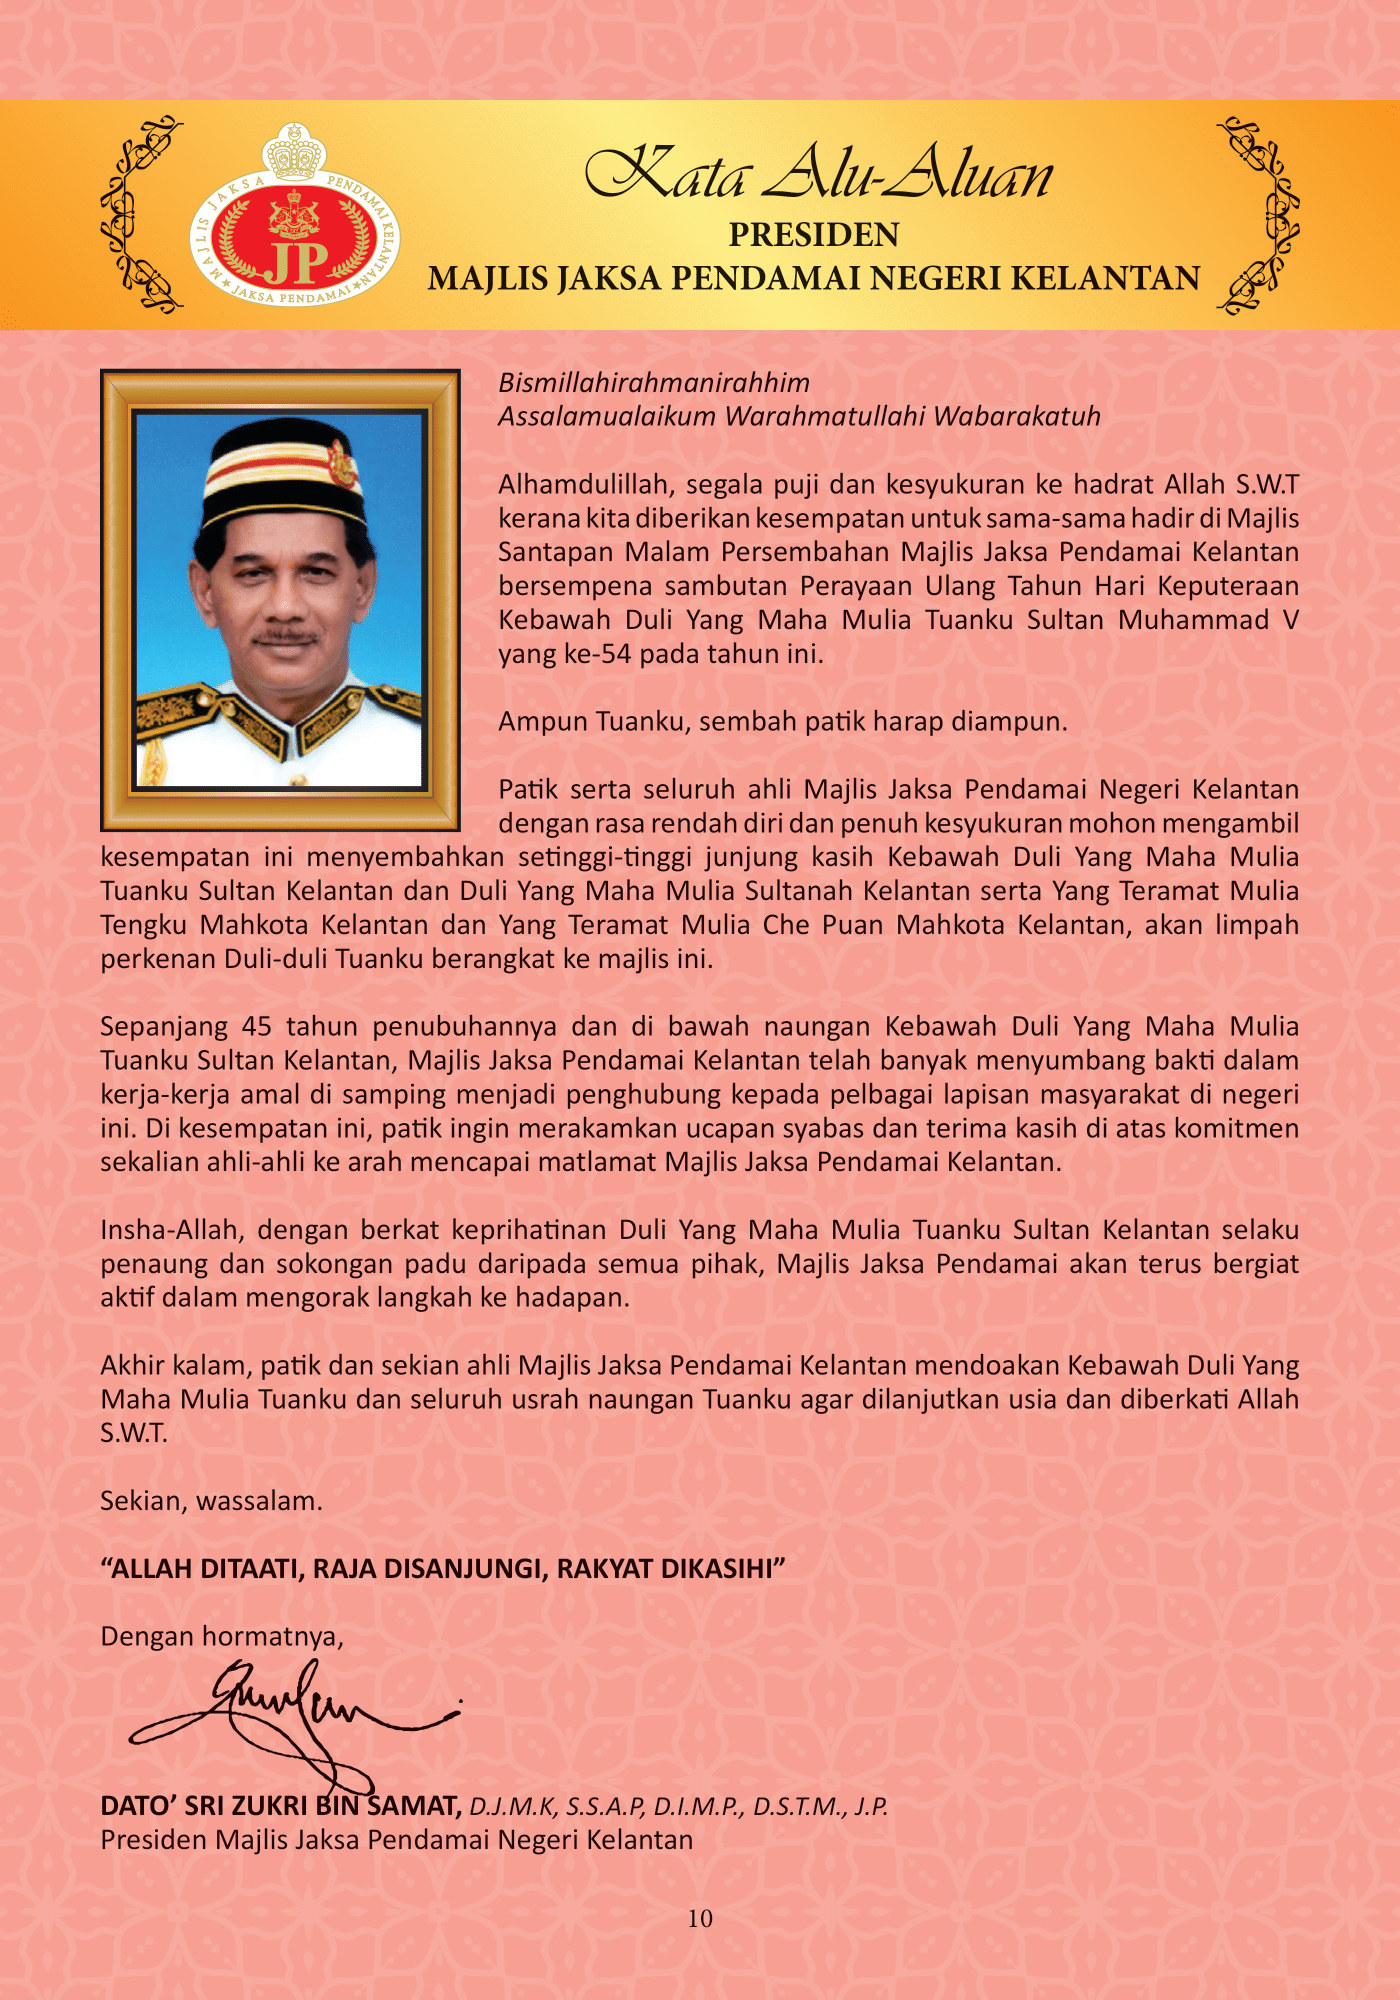 Kata Alu-Aluan
PRESIDEN
MAJLIS JAKSA PENDAMAI NEGERI KELANTAN
MAJLIS JAKSA PENDAMAI KELANTAN
JP
JAKSA PENDAMAI
Bismillahirahmanirahhim
Assalamualaikum Warahmatullahi Wabarakatuh
Alhamdulillah, segala puji dan kesyukuran ke hadrat Allah S.W.T
kerana kita diberikan kesempatan untuk sama-sama hadir di Majlis
Santapan Malam Persembahan Majlis Jaksa Pendamai Kelantan
bersempena sambutan Perayaan Ulang Tahun Hari Keputeraan
Kebawah Duli Yang Maha Mulia Tuanku Sultan Muhammad V
yang ke-54 pada tahun ini.
Ampun Tuanku, sembah patik harap diampun.
Patik serta seluruh ahli Majlis Jaksa Pendamai Negeri Kelantan
dengan rasa rendah diri dan penuh kesyukuran mohon mengambil
kesempatan ini menyembahkan setinggi-tinggi junjung kasih Kebawah Duli Yang Maha Mulia
Tuanku Sultan Kelantan dan Duli Yang Maha Mulia Sultanah Kelantan serta Yang Teramat Mulia
Tengku Mahkota Kelantan dan Yang Teramat Mulia Che Puan Mahkota Kelantan, akan limpah
perkenan Duli-duli Tuanku berangkat ke majlis ini.
Sepanjang 45 tahun penubuhannya dan di bawah naungan Kebawah Duli Yang Maha Mulia
Tuanku Sultan Kelantan, Majlis Jaksa Pendamai Kelantan telah banyak menyumbang bakti dalam
kerja-kerja amal di samping menjadi penghubung kepada pelbagai lapisan masyarakat di negeri
ini. Di kesempatan ini, patik ingin merakamkan ucapan syabas dan terima kasih di atas komitmen
sekalian ahli-ahli ke arah mencapai matlamat Majlis Jaksa Pendamai Kelantan.
Insha-Allah, dengan berkat keprihatinan Duli Yang Maha Mulia Tuanku Sultan Kelantan selaku
penaung dan sokongan padu daripada semua pihak, Majlis Jaksa Pendamai akan terus bergiat
aktif dalam mengorak langkah ke hadapan.
Akhir kalam, patik dan sekian ahli Majlis Jaksa Pendamai Kelantan mendoakan Kebawah Duli Yang
Maha Mulia Tuanku dan seluruh usrah naungan Tuanku agar dilanjutkan usia dan diberkati Allah
S.W.T.
Sekian, wassalam.
“ALLAH DITAATI, RAJA DISANJUNGI, RAKYAT DIKASIHI”
Dengan hormatnya,
DATO’ SRI ZUKRI BIN SAMAT, D.J.M.K, S.S.A.P, D.I.M.P., D.S.T.M., J.P.
Presiden Majlis Jaksa Pendamai Negeri Kelantan
10